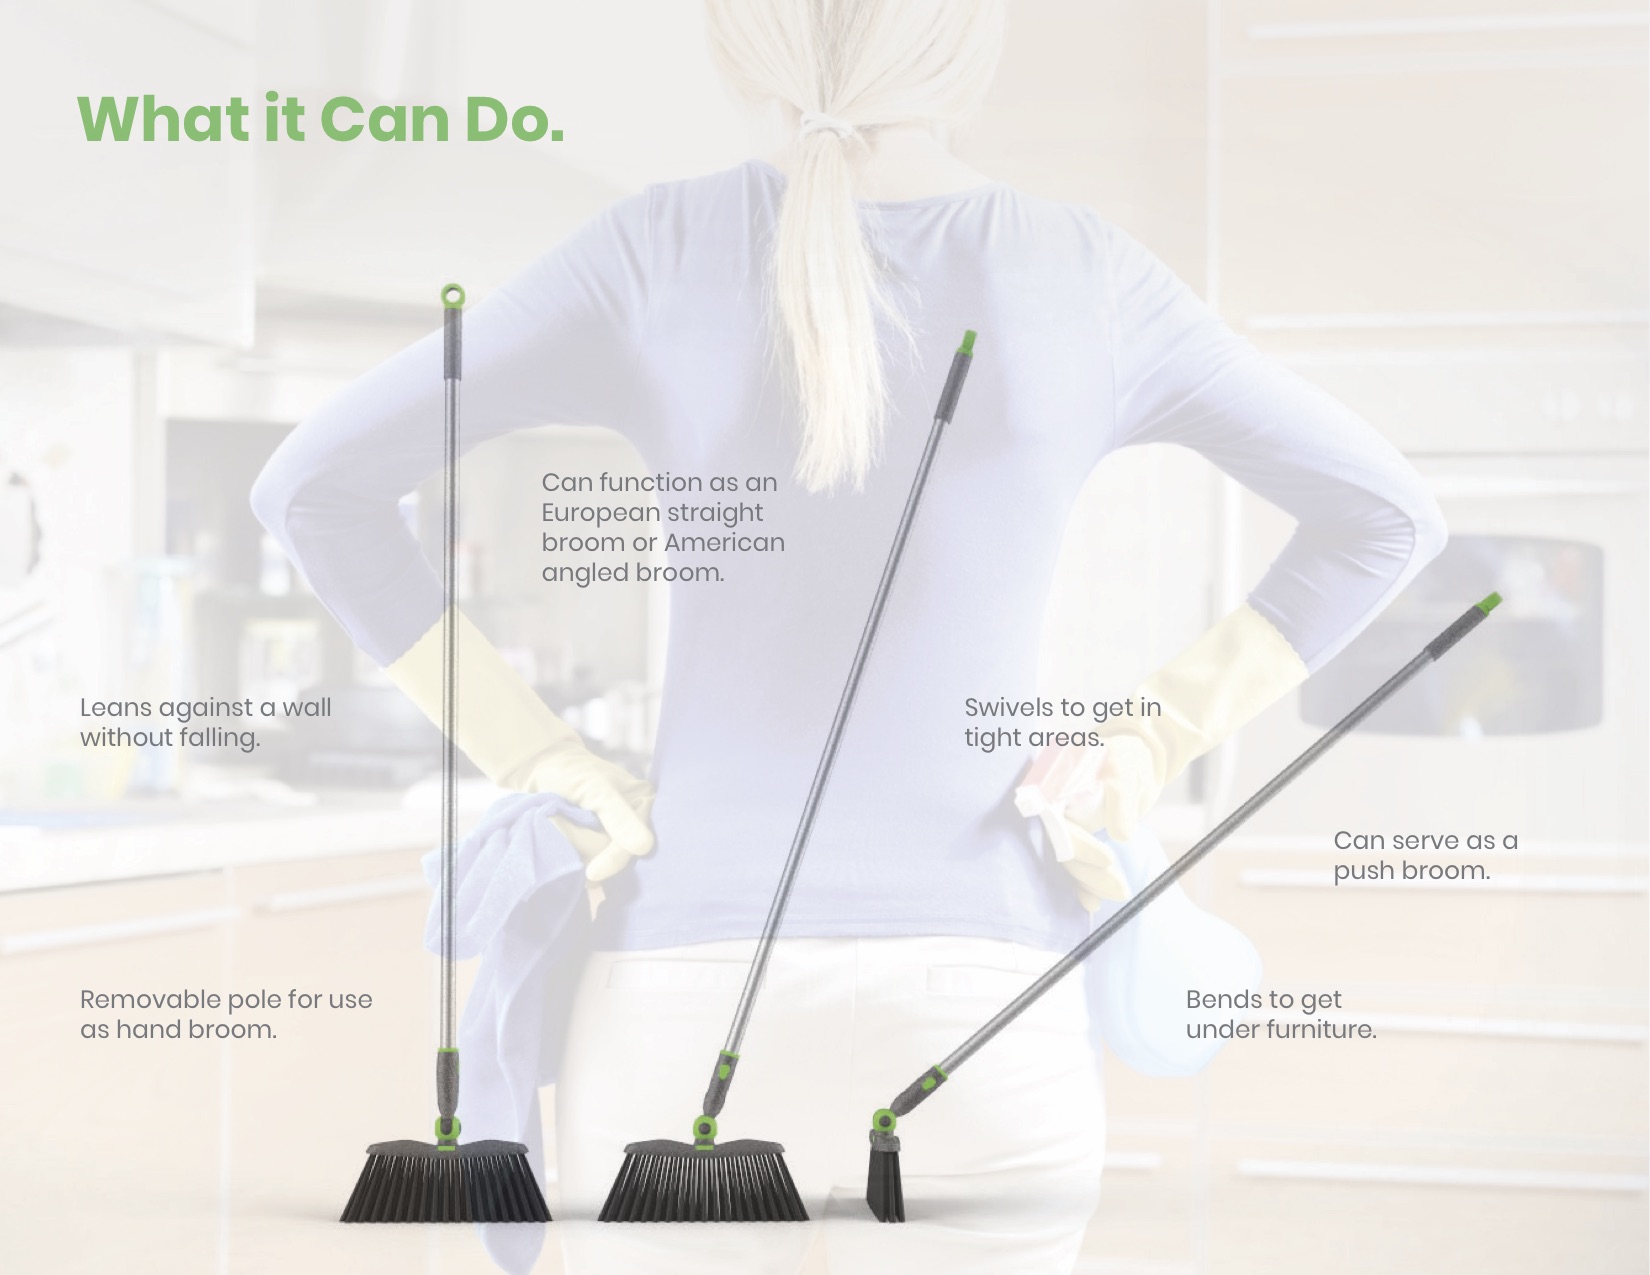 What it Can Do.
Can function as an
European straight
broom or American
angled broom.
Leans against a wall
without falling.
Swivels to get in
tight areas.
Can serve as a
push broom.
Removable pole for use
as hand broom.
Bends to get
under furniture.